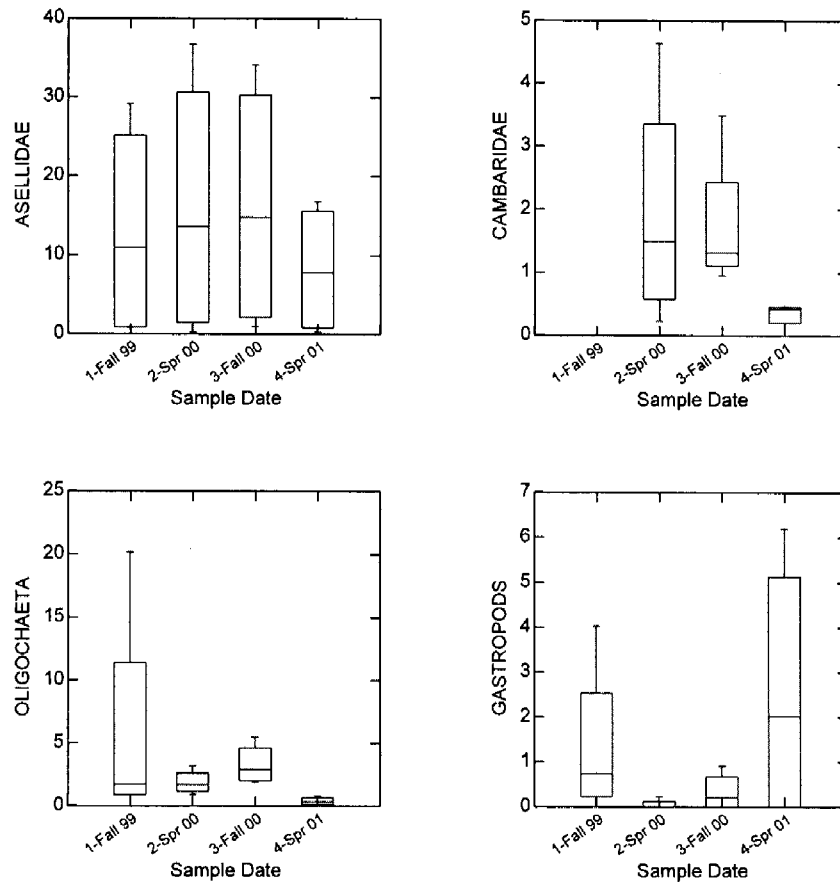 40
30
20
10
0
ASELLIDAE
1-Fall 99
2-Spr 00
3-Fall 00
4-Spr 01
Sample Date
5
4
3
2
1
0
CAMBARIDAE
1-Fall 99
2-Spr 00
3-Fall 00
4-Spr 01
Sample Date
25
20
15
10
5
0
OLIGOCHAETA
1-Fall 99
2-Spr 00
3-Fall 00
4-Spr 01
Sample Date
7
6
5
4
3
2
1
0
GASTROPODS
1-Fall 99
2-Spr 00
3-Fall 00
4-Spr 01
Sample Date